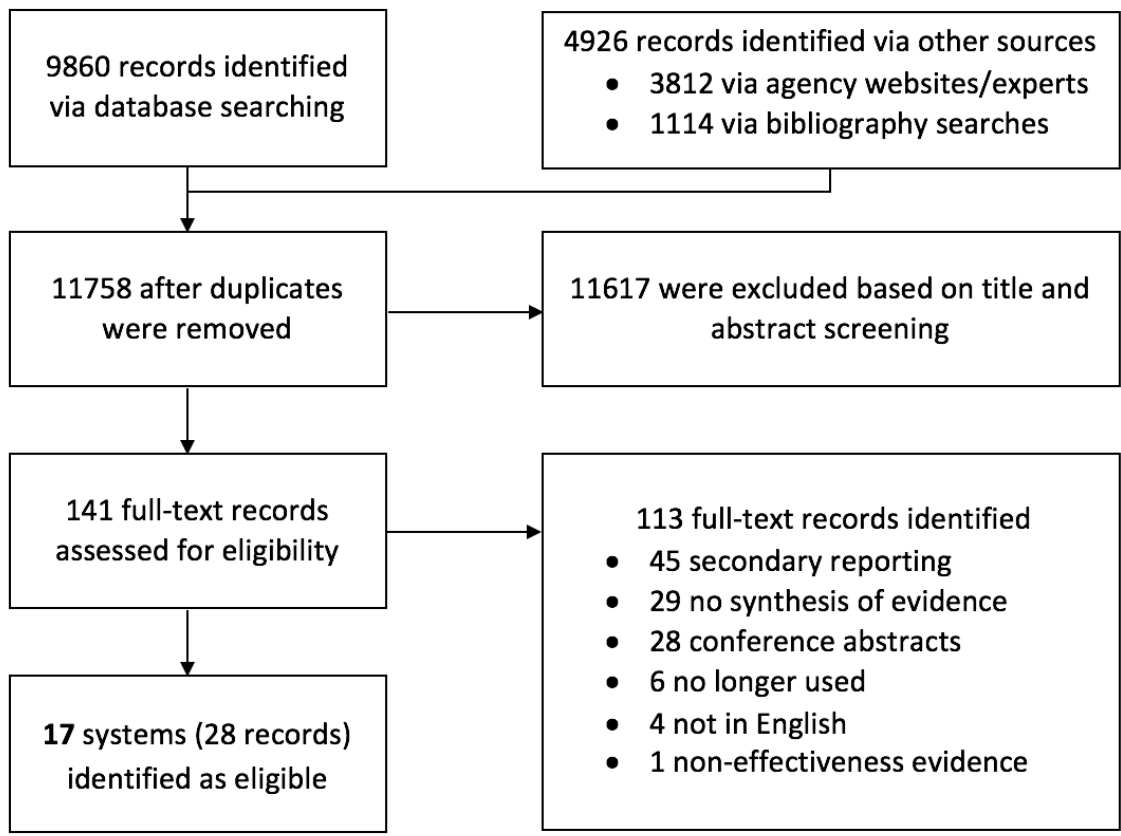 9860 records identified
via database searching
4926 records identified via other sources
• 3812 via agency websites/experts
• 1114 via bibliography searches
11758 after duplicates
were removed
11617 were excluded based on title and
abstract screening
141 full-text records
assessed for eligibility
113 full-text records identified
• 45 secondary reporting
• 29 no synthesis of evidence
• 28 conference abstracts
• 6 no longer used
• 4 not in English
• 1 non-effectiveness evidence
17 systems (28 records)
identified as eligible